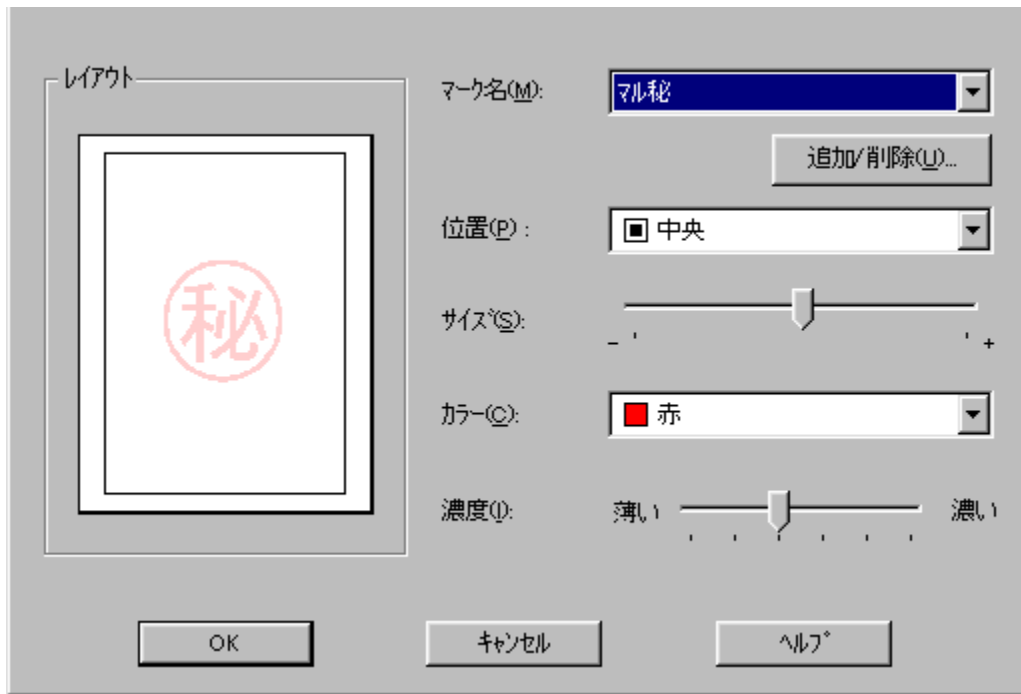 レイアウト
秘
マーク名(M):
マル秘
追加/削除(U)...
位置(P) :
中央
サイズ(S):
- +
カラー(C):
赤
濃度(I):
薄い 濃い
OK キャンセル ヘルプ